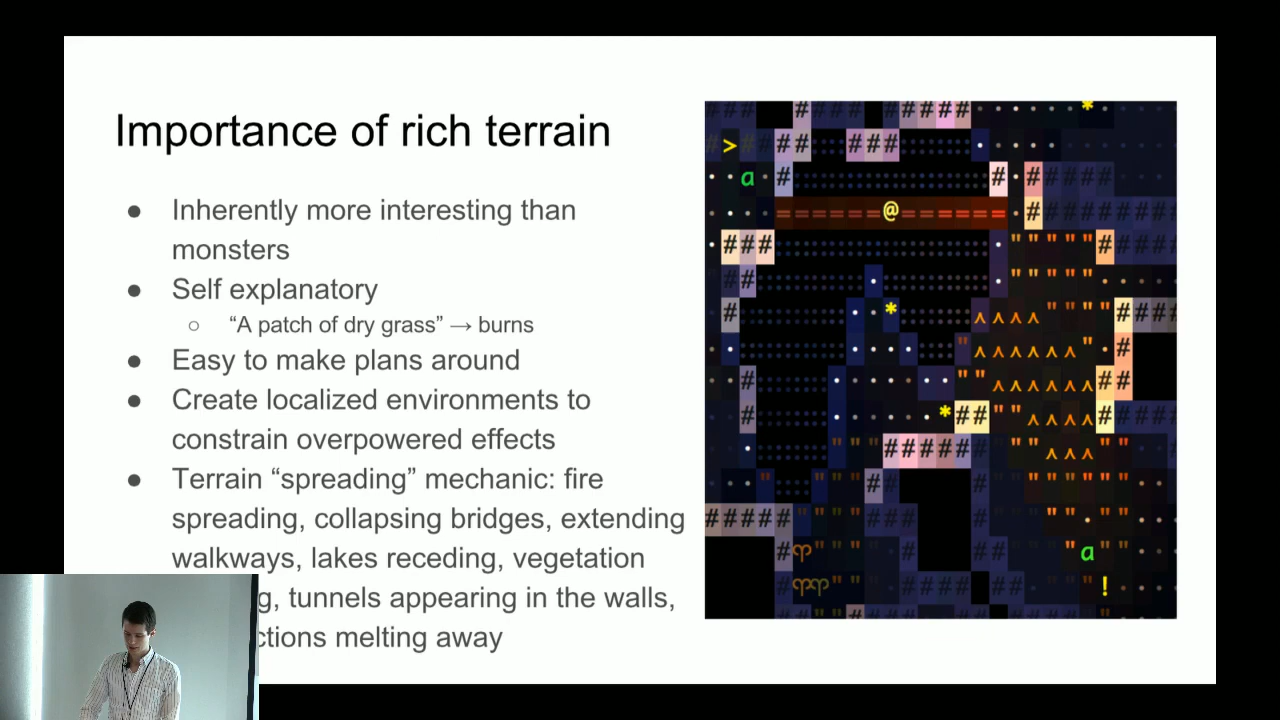 Importance of rich terrain
● Inherently more interesting than
monsters
● Self explanatory
○ “A patch of dry grass” → burns
● Easy to make plans around
● Create localized environments to
constrain overpowered effects
● Terrain “spreading” mechanic: fire
spreading, collapsing bridges, extending
walkways, lakes receding, vegetation
tunnels appearing in the walls,
melting away